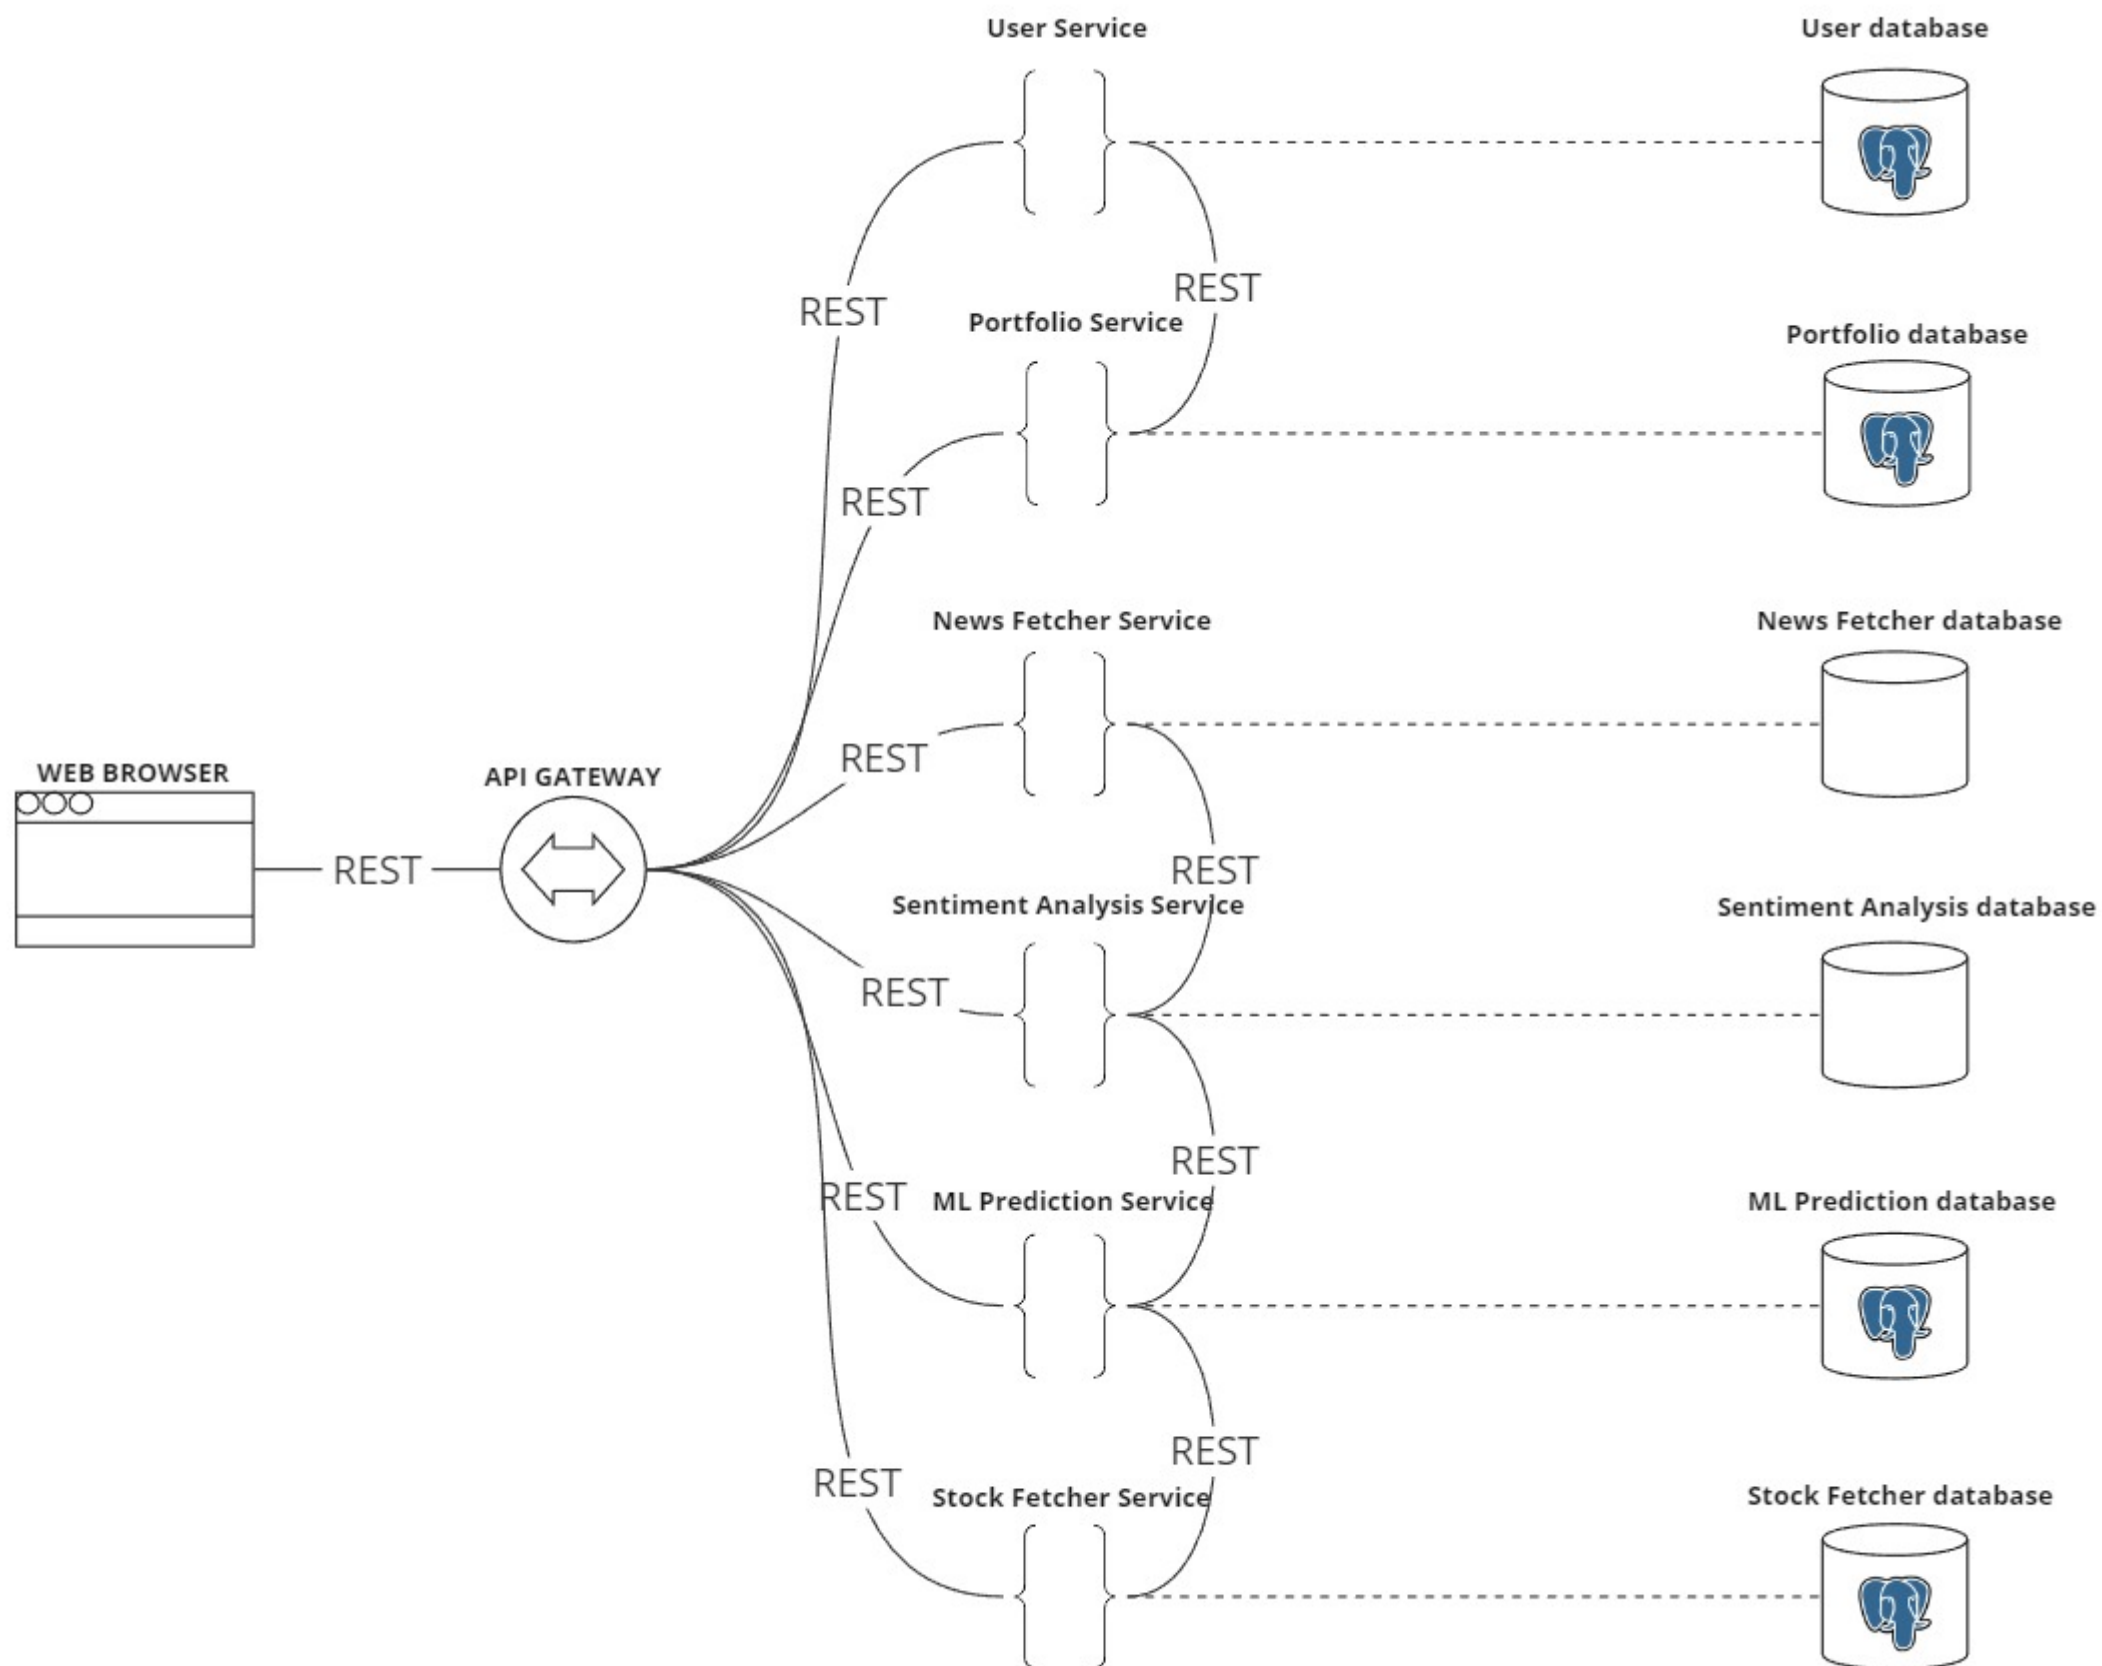 User Service
User database
REST
REST
Portfolio Service
Portfolio database
REST
News Fetcher Service
News Fetcher database
REST
WEB BROWSER
API GATEWAY
REST
REST
Sentiment Analysis Service
Sentiment Analysis database
REST
REST
REST
ML Prediction Service
ML Prediction database
REST
REST
Stock Fetcher Service
Stock Fetcher database